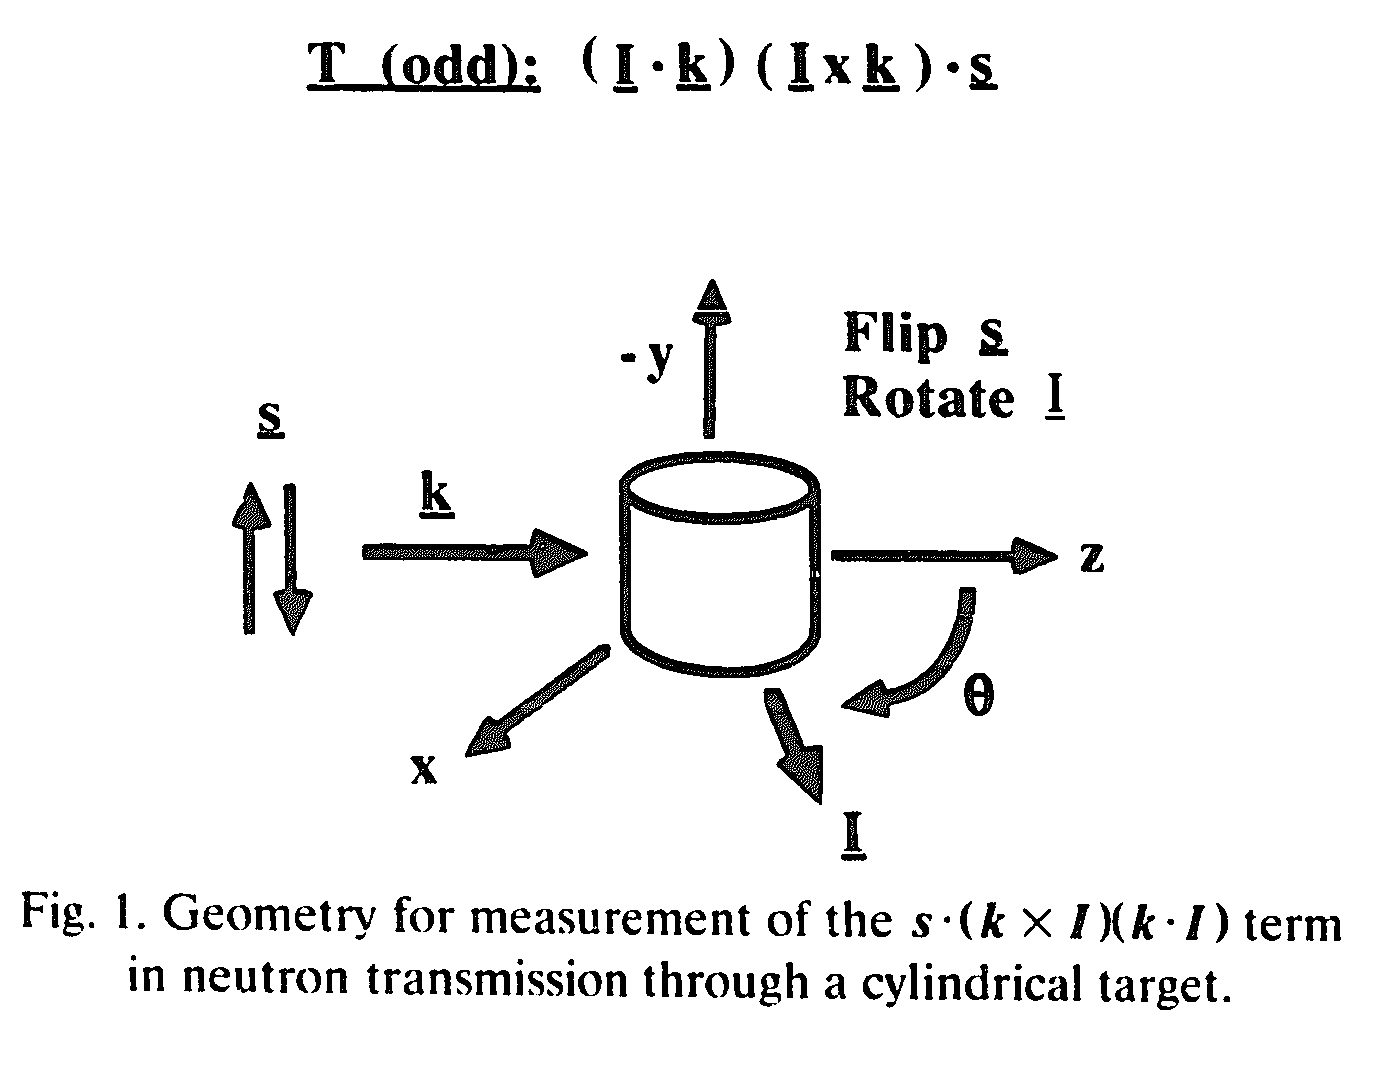 T (odd): (I · k) (I x k) · s
- y
Flip s
Rotate I
s
k
z
θ
x
I
Fig. 1. Geometry for measurement of the s·(k × I)(k·I) term
in neutron transmission through a cylindrical target.